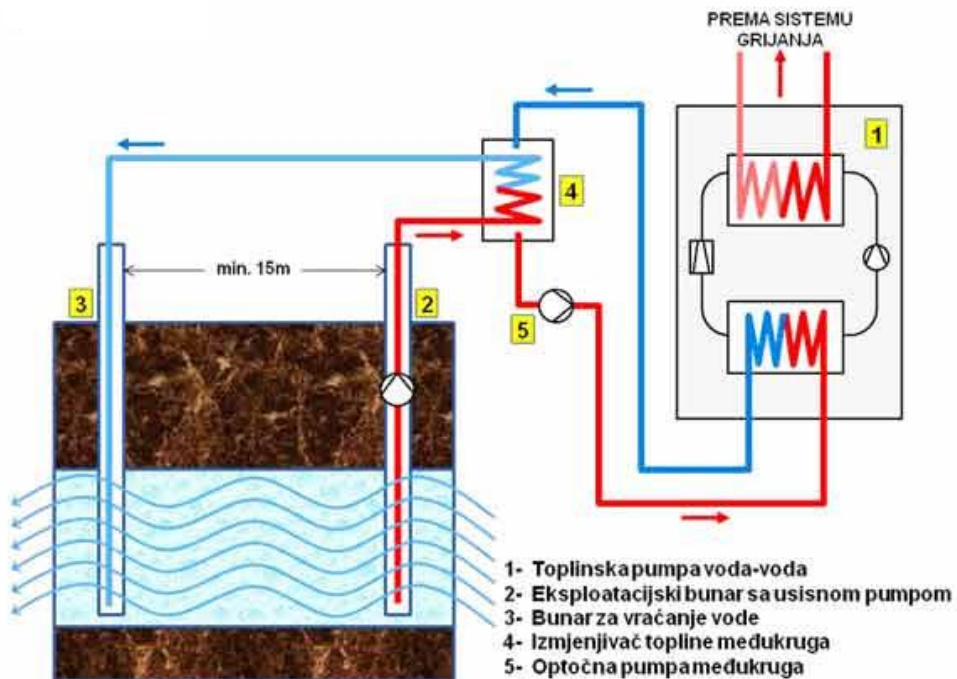 PREMA SISTEMU
GRIJANJA
1
4
min. 15m
3
2
5
1- Toplinska pumpa voda-voda
2- Eksploatacijski bunar sa usisnom pumpom
3- Bunar za vraćanje vode
4- Izmjenjivač topline međukruga
5- Optočna pumpa međukruga